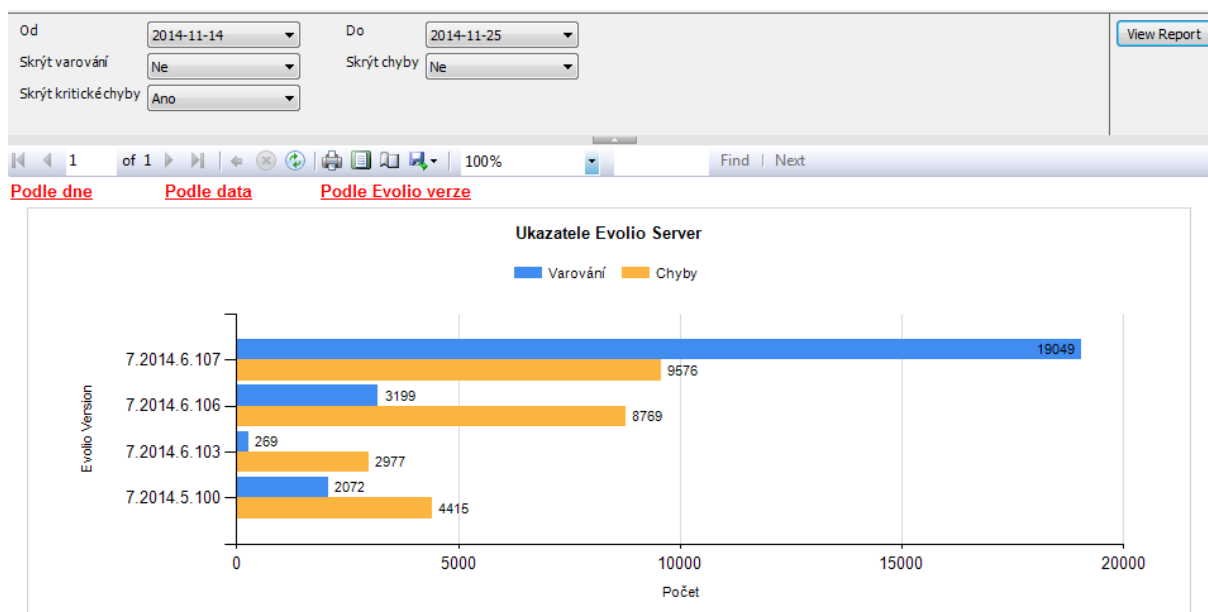 Od 2014-11-14 Do 2014-11-25 View Report
Skrýt varování Ne Skrýt chyby Ne
Skrýt kritické chyby Ano
1 of 1 100% Find | Next
Podle dne Podle data Podle Evolio verze
Ukazatele Evolio Server
Varování Chyby
19049
7.2014.6.107
9576
3199
7.2014.6.106
8769
269
7.2014.6.103
2977
2072
7.2014.5.100
4415
Evolio Version
0 5000 10000 15000 20000
Počet